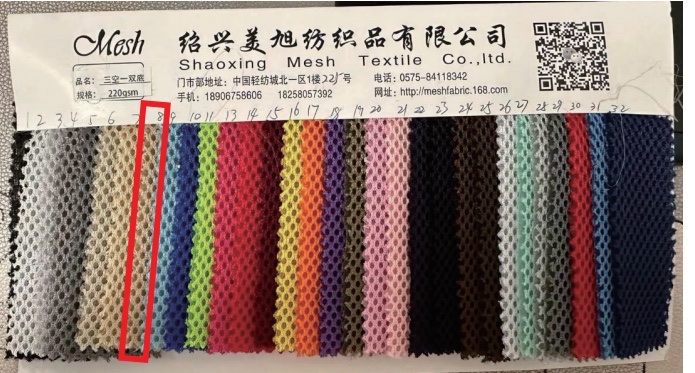 Mesh
绍兴美旭纺织品有限公司
Shaoxing Mesh Textile Co.,ltd.
品名: 三空一双底
规格: 220gsm
门市部地址: 中国轻纺城北一区1楼225号
电话: 0575-84118342
手机: 18906758606 18258057392
网址: http://meshfabric.168.com
1 2 3 4 5 6 7 8 9 10 11 12 13 14 15 16 17 18 19 20 21 22 23 24 25 26 27 28 29 30 31 32